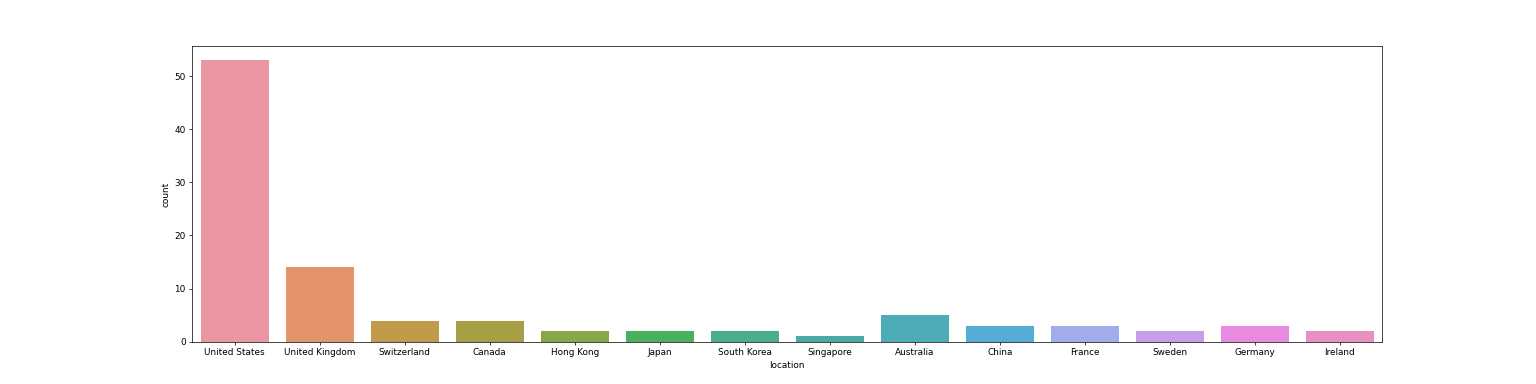 50
40
30
20
10
0
count
United States United Kingdom Switzerland Canada Hong Kong Japan South Korea Singapore Australia China France Sweden Germany Ireland
location